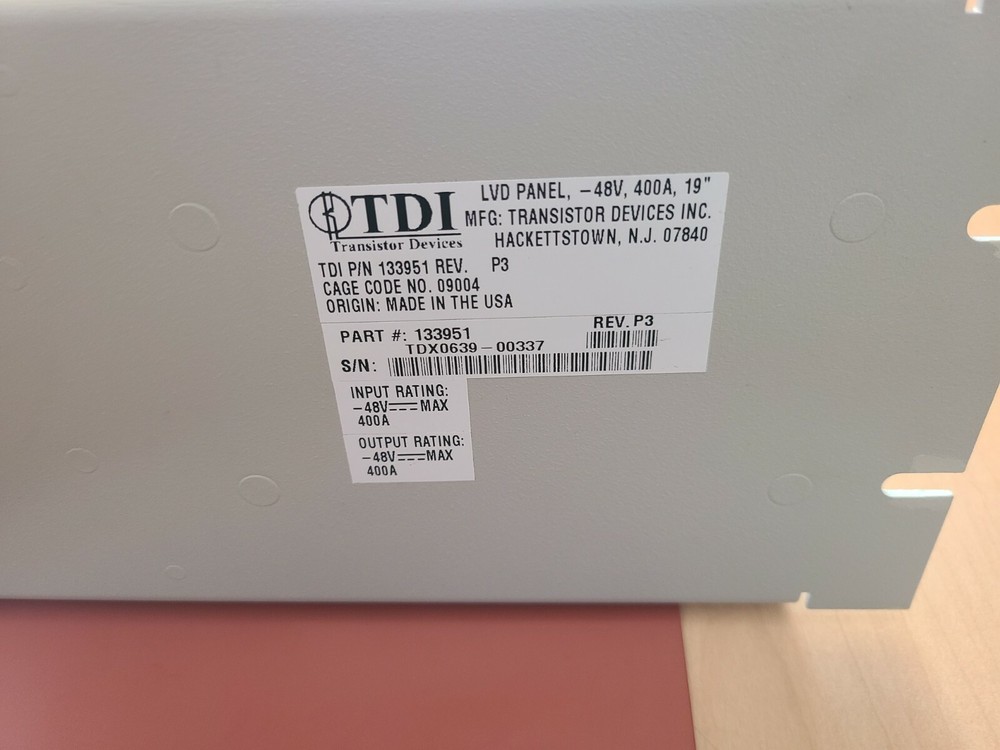 TDI
Transistor Devices
LVD PANEL, -48V, 400A, 19"
MFG: TRANSISTOR DEVICES INC.
HACKETTSTOWN, N.J. 07840
TDI P/N 133951 REV. P3
CAGE CODE NO. 09004
ORIGIN: MADE IN THE USA
PART #: 133951 REV. P3
TDX0639-00337
S/N:
INPUT RATING:
-48V⎓MAX
400A
OUTPUT RATING:
-48V⎓MAX
400A